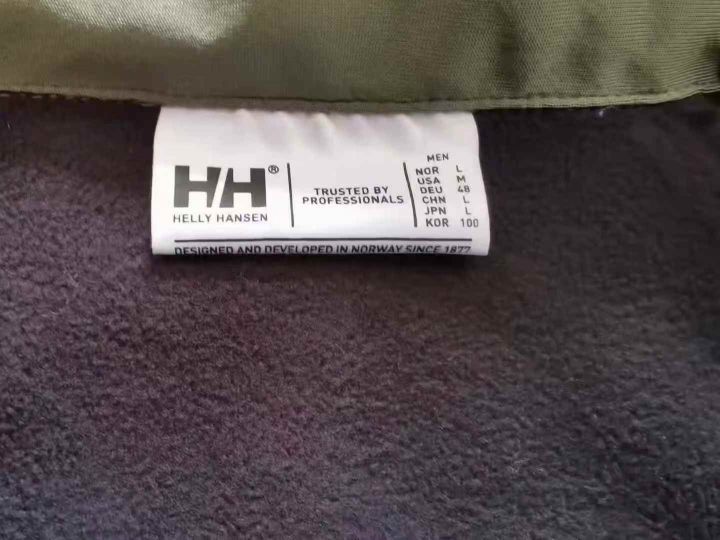 HH®
HELLY HANSEN
TRUSTED BY
PROFESSIONALS
MEN
NOR L
USA M
DEU 48
CHN L
JPN L
KOR 100
DESIGNED AND DEVELOPED IN NORWAY SINCE 1877